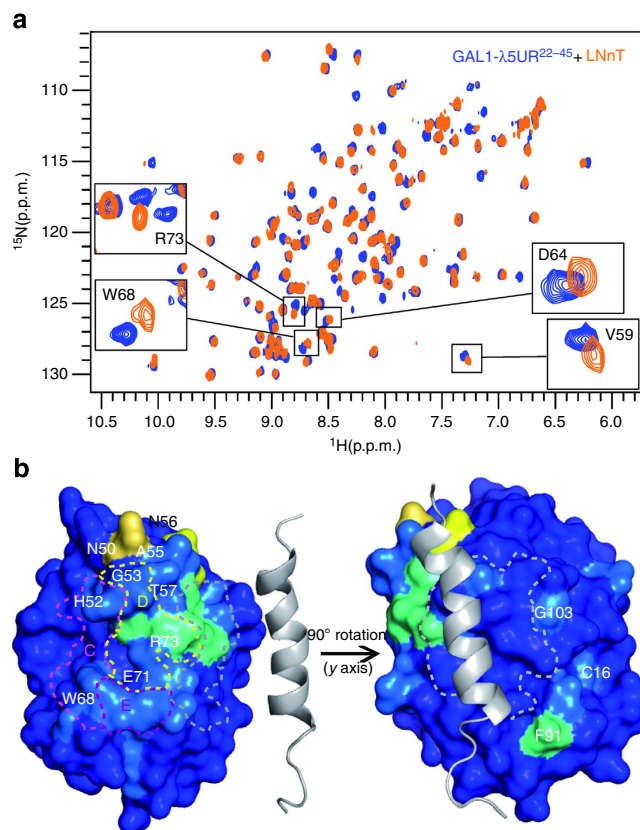 a
GAL1-λ5UR²²⁻⁴⁵+ LNnT
¹⁵N(p.p.m.)
110
115
120
125
130
R73
W68
D64
V59
10.5 10.0 9.5 9.0 8.5 8.0 7.5 7.0 6.5 6.0
¹H(p.p.m.)
b
N56
N50 A55
G53
T57
H52
D
R73
C
E71
W68
E
90° rotation
(y axis)
G103
C16
F91